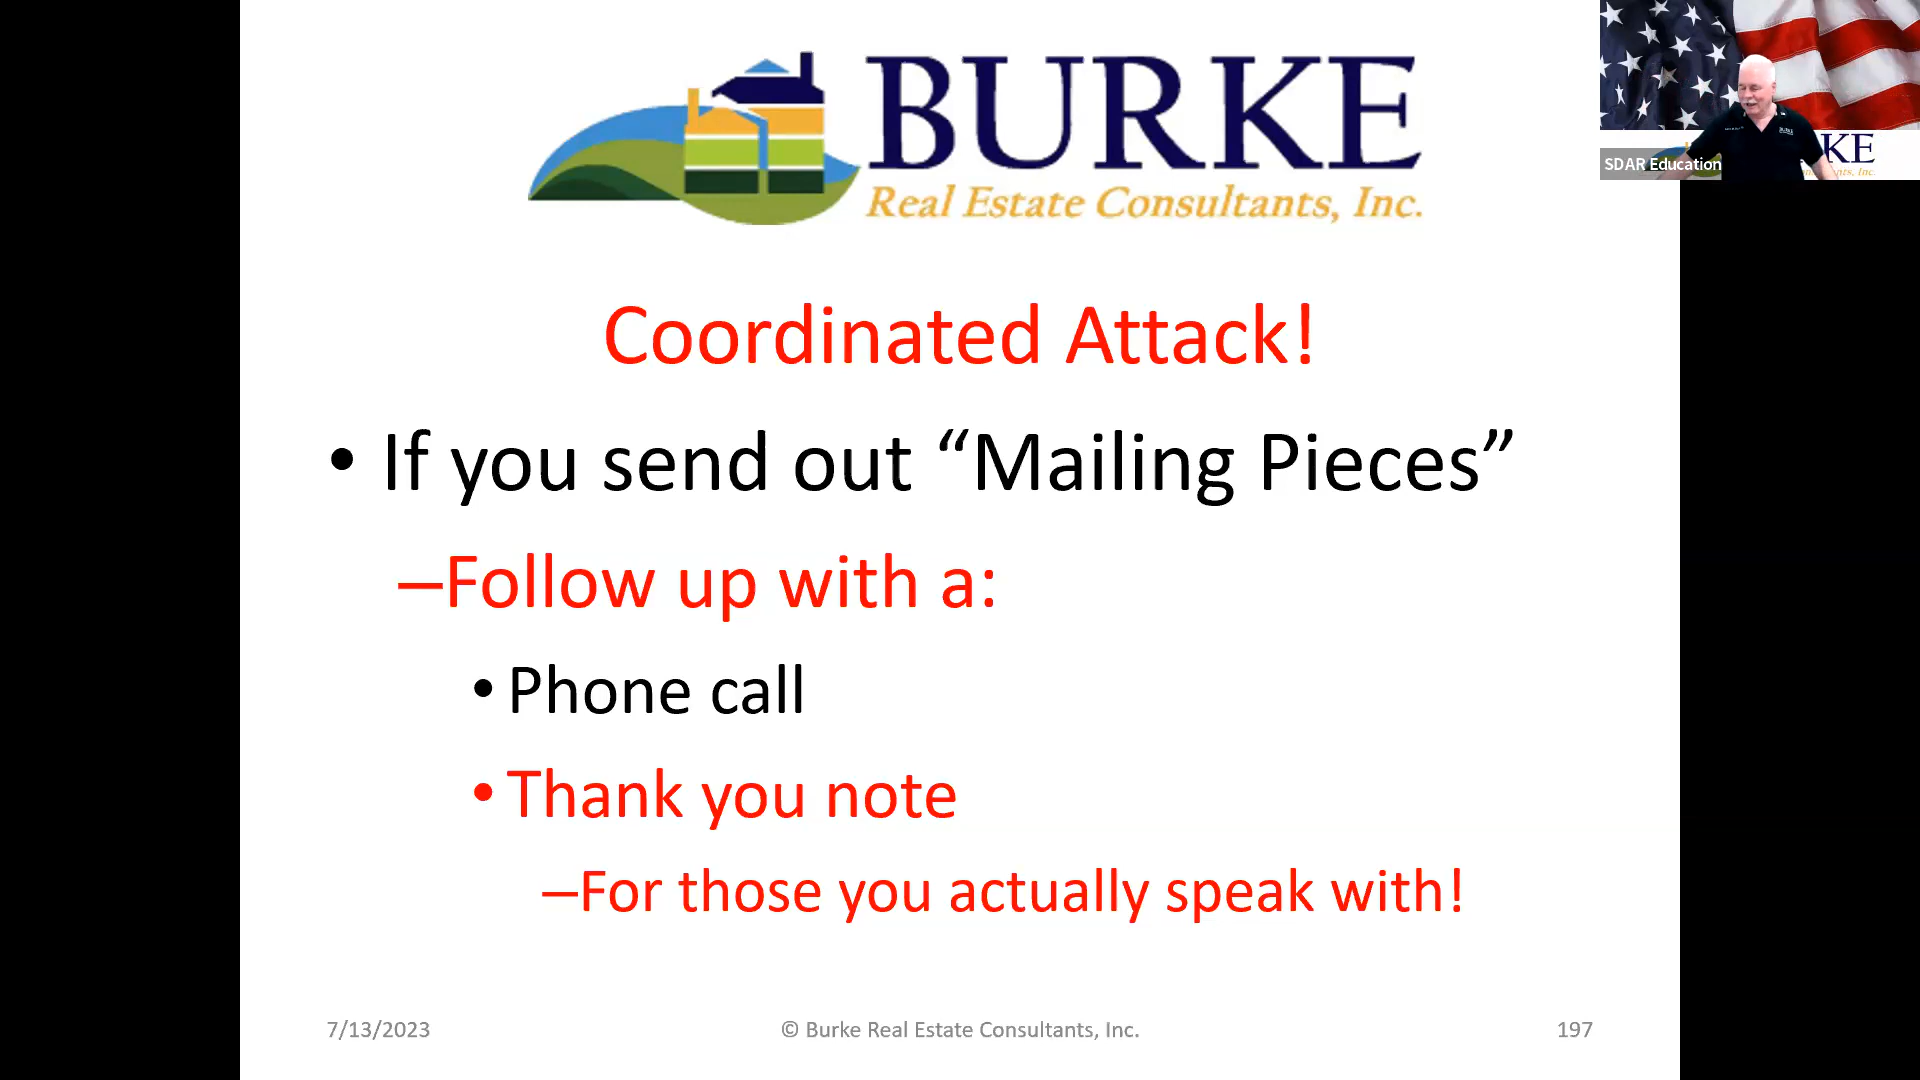 BURKE
Real Estate Consultants, Inc.
KE
SDAR Education
Coordinated Attack!
• If you send out “Mailing Pieces”
–Follow up with a:
• Phone call
• Thank you note
–For those you actually speak with!
7/13/2023
© Burke Real Estate Consultants, Inc.
197